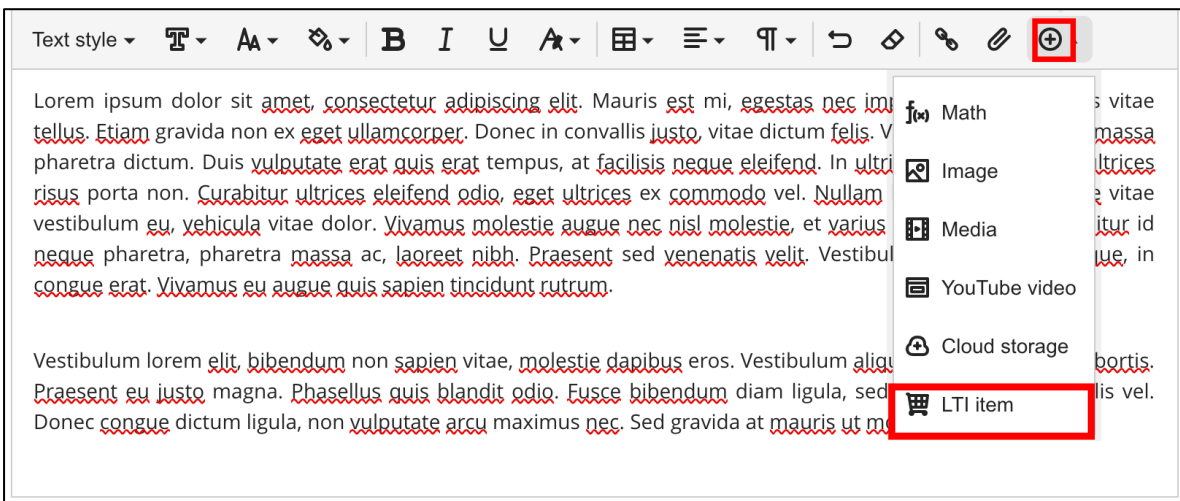 Text style
Math
Image
Media
YouTube video
Cloud storage
LTI item
Lorem ipsum dolor sit amet, consectetur adipiscing elit. Mauris est mi, egestas nec vitae
tellus. Etiam gravida non ex eget ullamcorper. Donec in convallis justo, vitae dictum felis. massa
pharetra dictum. Duis vulputate erat quis erat tempus, at facilisis neque eleifend. In
risus porta non. Curabitur ultrices eleifend odio, eget ultrices ex commodo vel. Nullam vitae
vestibulum eu, vehicula vitae dolor. Vivamus molestie augue nec nisl molestie, et varius id
neque pharetra, pharetra massa ac, laoreet nibh. Praesent sed venenatis velit. in
congue erat. Vivamus eu augue quis sapien tincidunt rutrum.
Vestibulum lorem elit, bibendum non sapien vitae, molestie dapibus eros. Vestibulum
Praesent eu justo magna. Phasellus quis blandit odio. Fusce bibendum diam ligula, sed vel.
Donec congue dictum ligula, non vulputate arcu maximus nec. Sed gravida at mauris ut